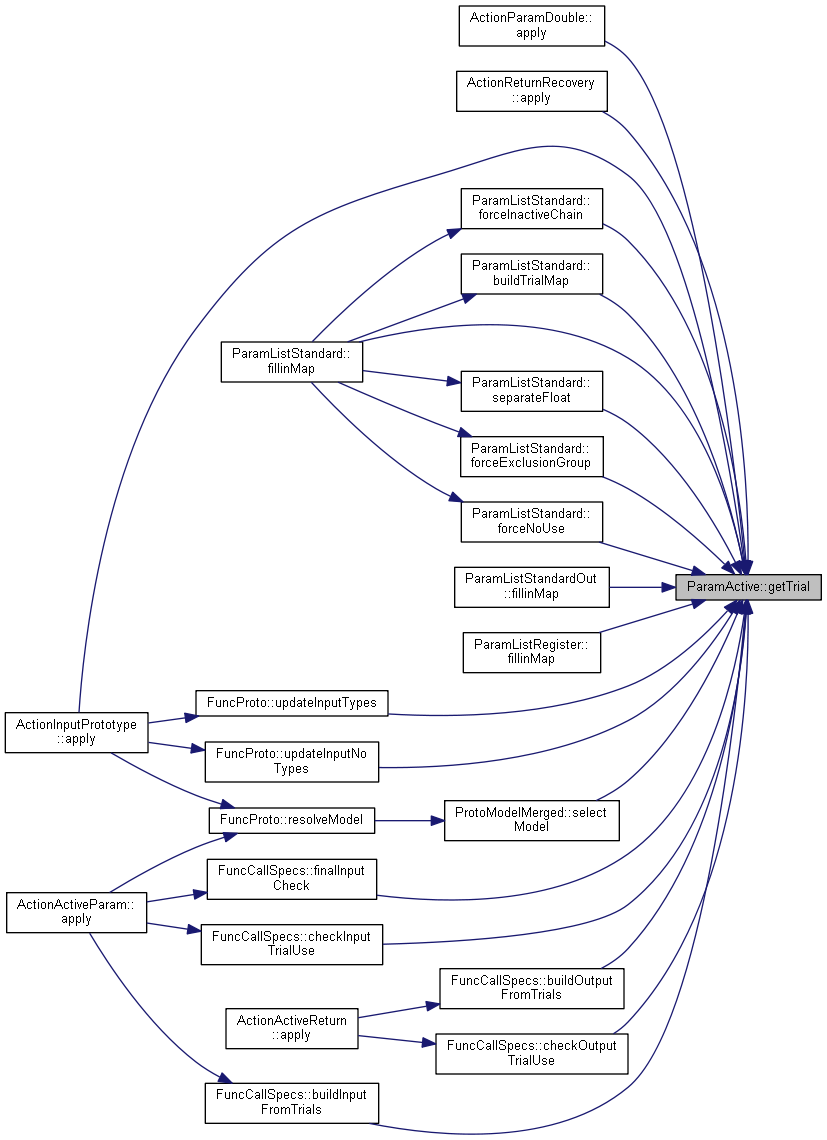 ActionParamDouble::
apply
ActionReturnRecovery
::apply
ParamListStandard::
forceInactiveChain
ParamListStandard::
buildTrialMap
ParamListStandard::
fillinMap
ParamListStandard::
separateFloat
ParamListStandard::
forceExclusionGroup
ParamListStandard::
forceNoUse
ParamListStandardOut
::fillinMap
ParamActive::getTrial
ParamListRegister::
fillinMap
FuncProto::updateInputTypes
ActionInputPrototype
::apply
FuncProto::updateInputNo
Types
FuncProto::resolveModel
ProtoModelMerged::select
Model
FuncCallSpecs::finalInput
Check
ActionActiveParam::
apply
FuncCallSpecs::checkInput
TrialUse
FuncCallSpecs::buildOutput
FromTrials
ActionActiveReturn
::apply
FuncCallSpecs::checkOutput
TrialUse
FuncCallSpecs::buildInput
FromTrials